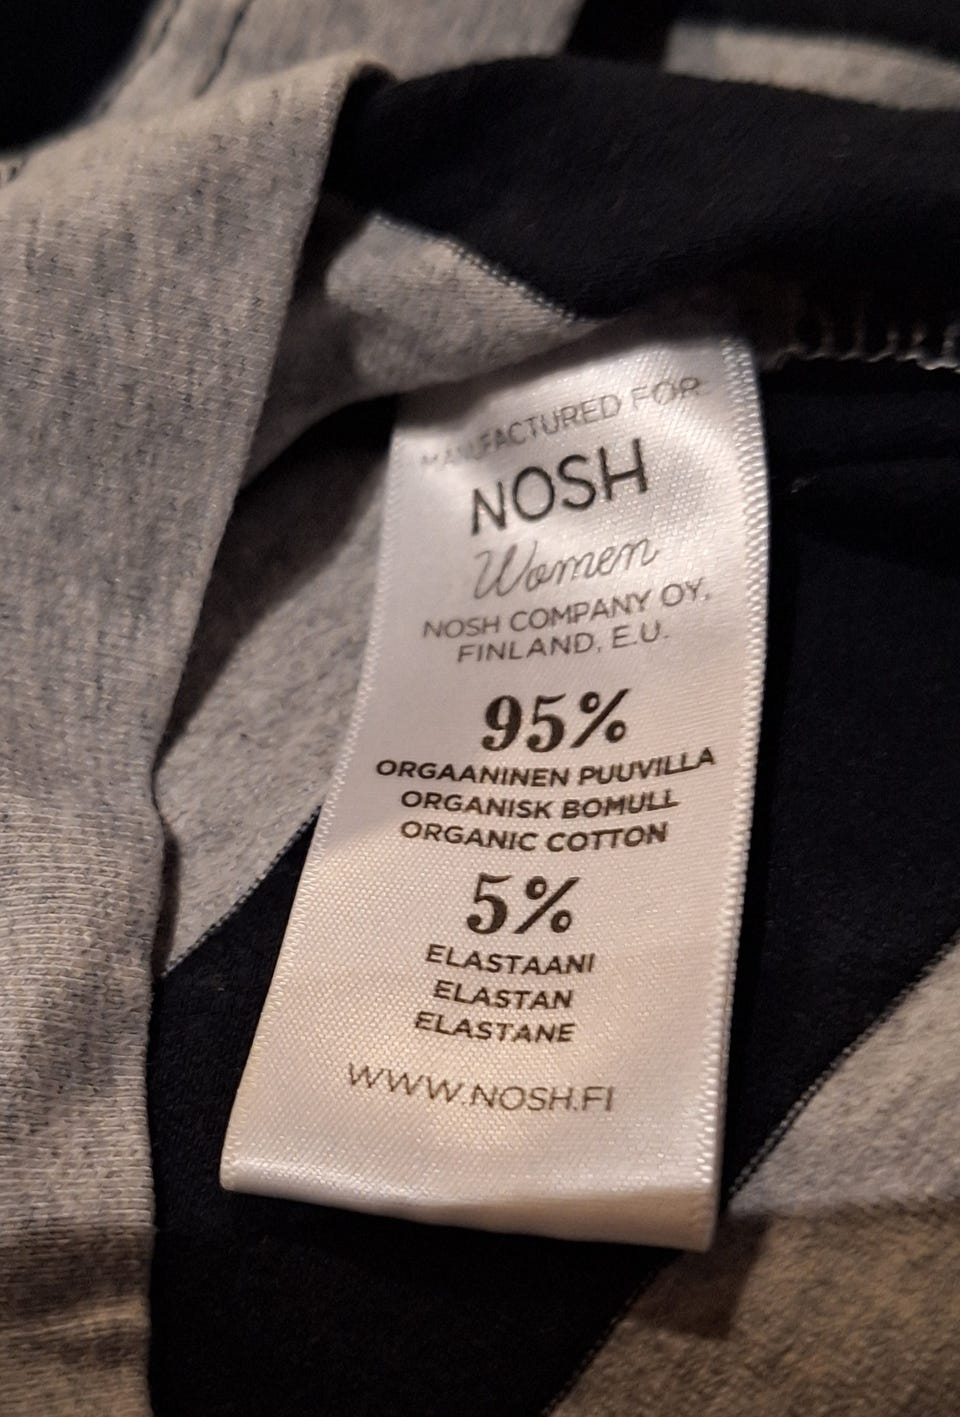 MANUFACTURED FOR
NOSH
Women
NOSH COMPANY OY,
FINLAND, E.U.
95%
ORGAANINEN PUUVILLA
ORGANISK BOMULL
ORGANIC COTTON
5%
ELASTAANI
ELASTAN
ELASTANE
WWW.NOSH.FI